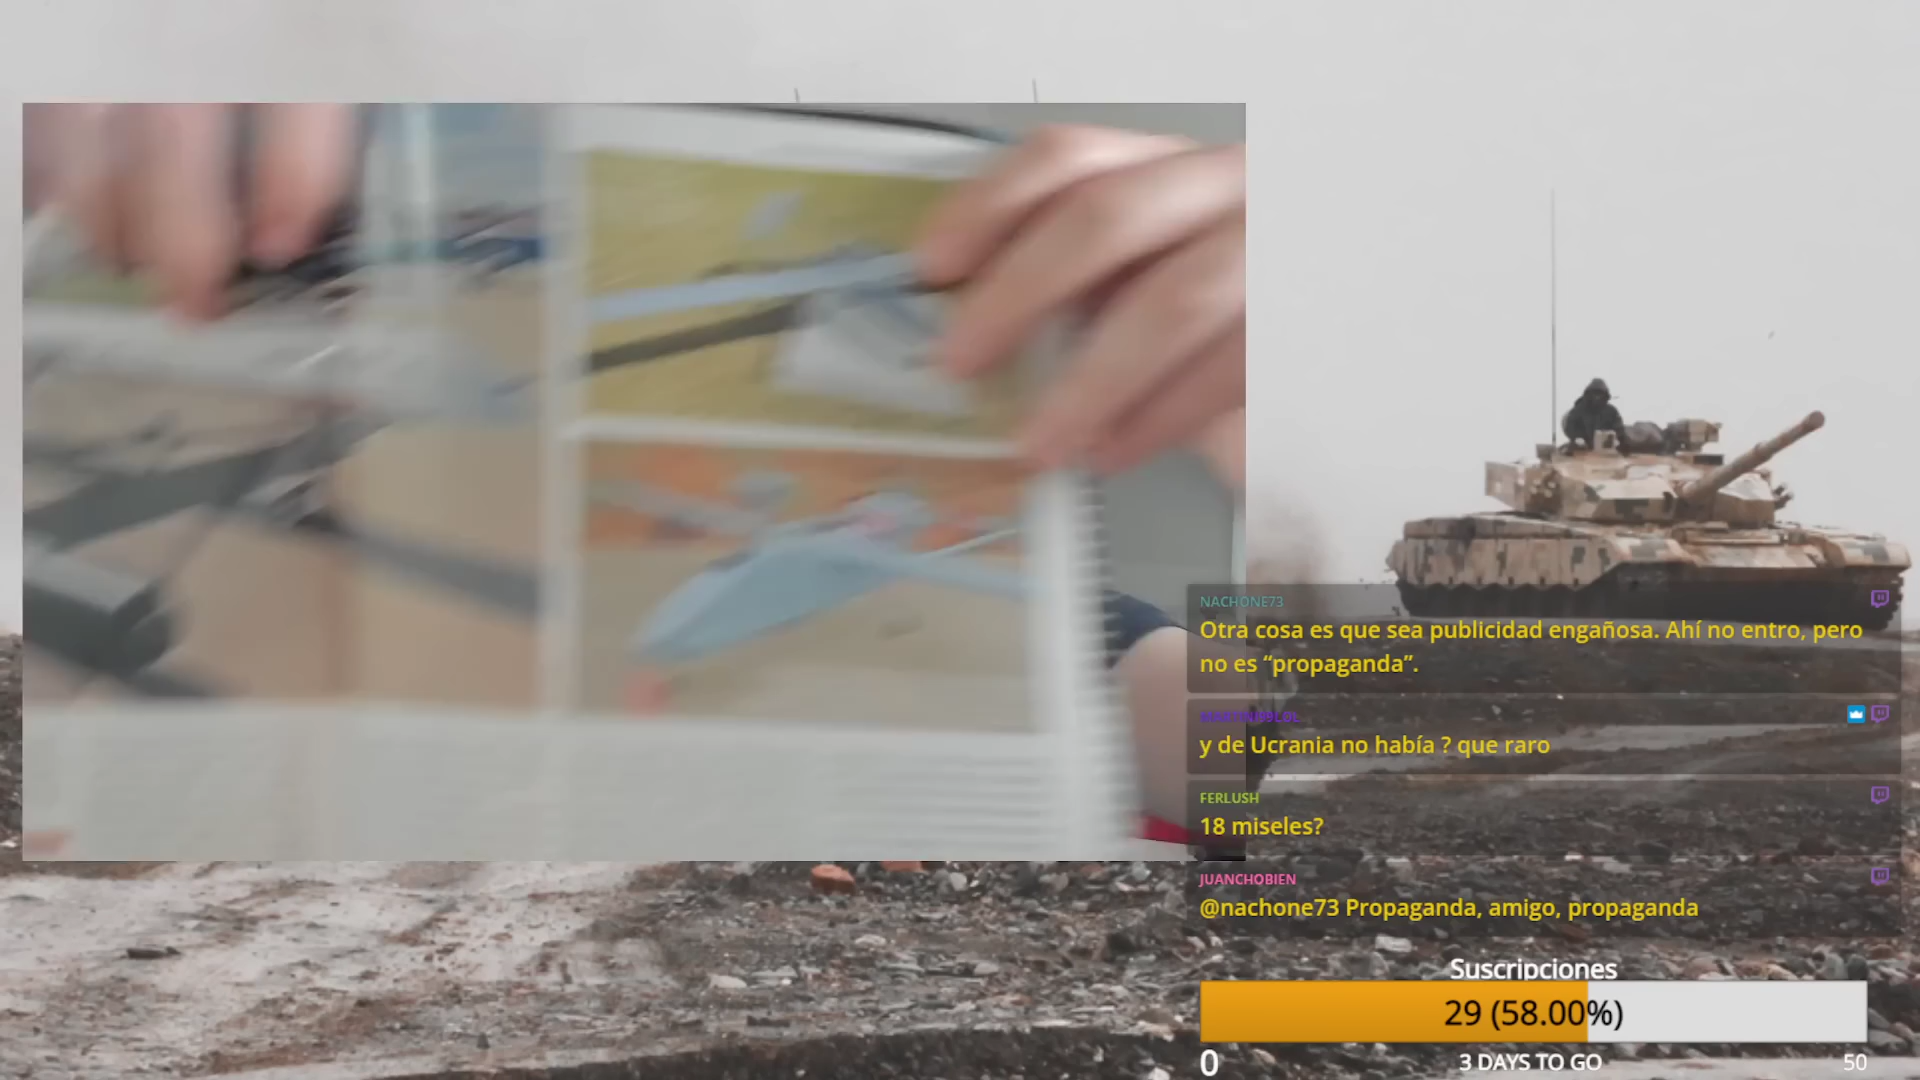 NACHONE73
Otra cosa es que sea publicidad engañosa. Ahí no entro, pero
no es “propaganda”.
y de Ucrania no había ? que raro
FERLUSH
18 miseles?
JUANCHOBIEN
@nachone73 Propaganda, amigo, propaganda
Suscripciones
29 (58.00%)
0
3 DAYS TO GO
50